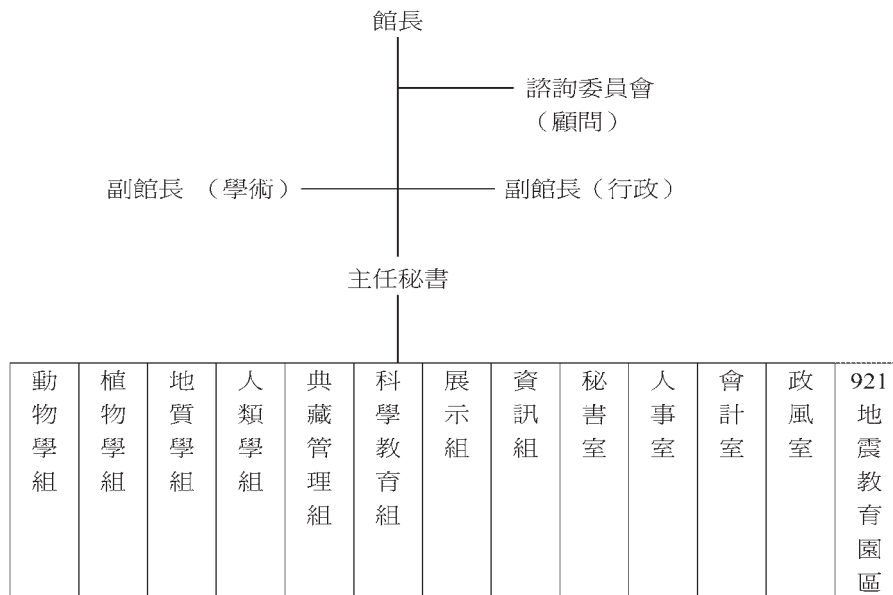 館長
諮詢委員會
（顧問）
副館長 （學術）
副館長（行政）
主任秘書
動物學組
植物學組
地質學組
人類學組
典藏管理組
科學教育組
展示組
資訊組
秘書室
人事室
會計室
政風室
921地震教育園區